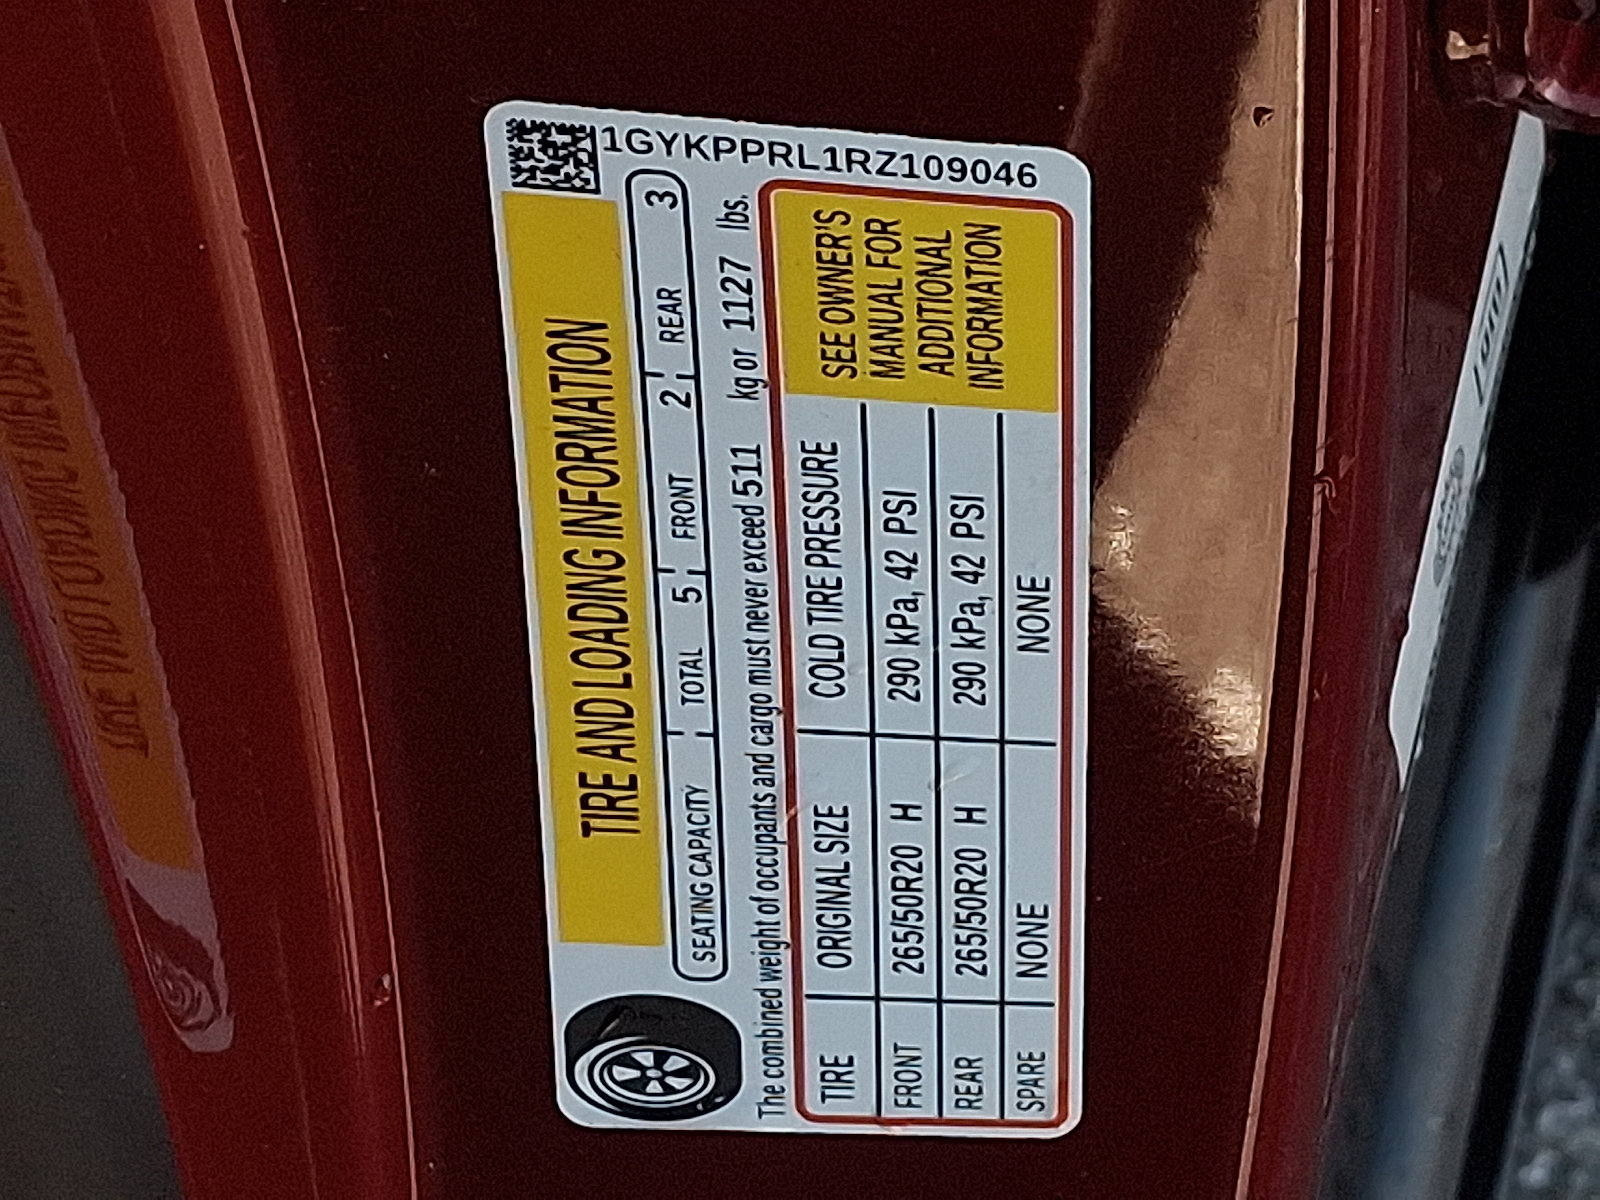 1GYKPPRL1RZ109046
TIRE AND LOADING INFORMATION
SEATING CAPACITY TOTAL 5 FRONT 2 REAR 3
The combined weight of occupants and cargo must never exceed 511 kg or 1127 lbs.
TIRE ORIGINAL SIZE COLD TIRE PRESSURE
FRONT 265/50R20 H 290 kPa, 42 PSI
REAR 265/50R20 H 290 kPa, 42 PSI
SPARE NONE NONE
SEE OWNER'S
MANUAL FOR
ADDITIONAL
INFORMATION